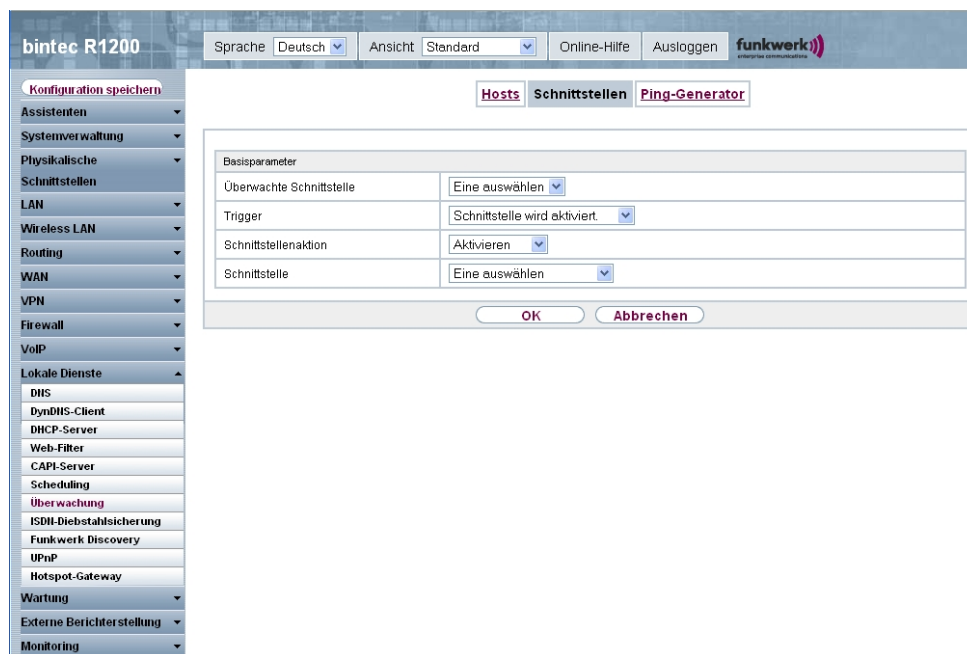 bintec R1200
Sprache Deutsch Ansicht Standard Online-Hilfe Ausloggen funkwerk
enterprise communications
Konfiguration speichern
Assistenten
Systemverwaltung
Physikalische
Schnittstellen
LAN
Wireless LAN
Routing
WAN
VPN
Firewall
VoIP
Lokale Dienste
DNS
DynDNS-Client
DHCP-Server
Web-Filter
CAPI-Server
Scheduling
Überwachung
ISDN-Diebstahlsicherung
Funkwerk Discovery
UPnP
Hotspot-Gateway
Wartung
Externe Berichterstellung
Monitoring
Hosts Schnittstellen Ping-Generator
Basisparameter
Überwachte Schnittstelle Eine auswählen
Trigger Schnittstelle wird aktiviert.
Schnittstellenaktion Aktivieren
Schnittstelle Eine auswählen
OK Abbrechen